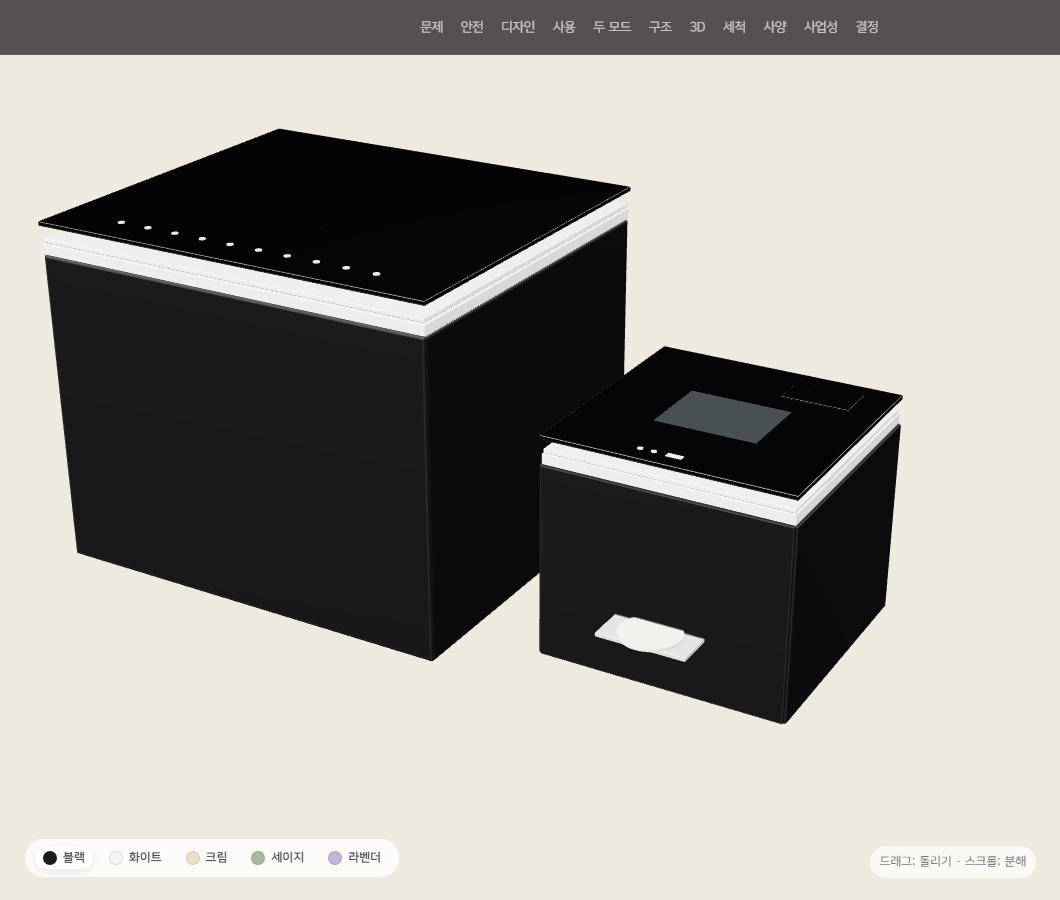 문제 안전 디자인 사용 두 모드 구조 3D 세척 사양 사업성 결정
블랙 화이트 크림 세이지 라벤더
드래그: 돌리기 · 스크롤: 분해